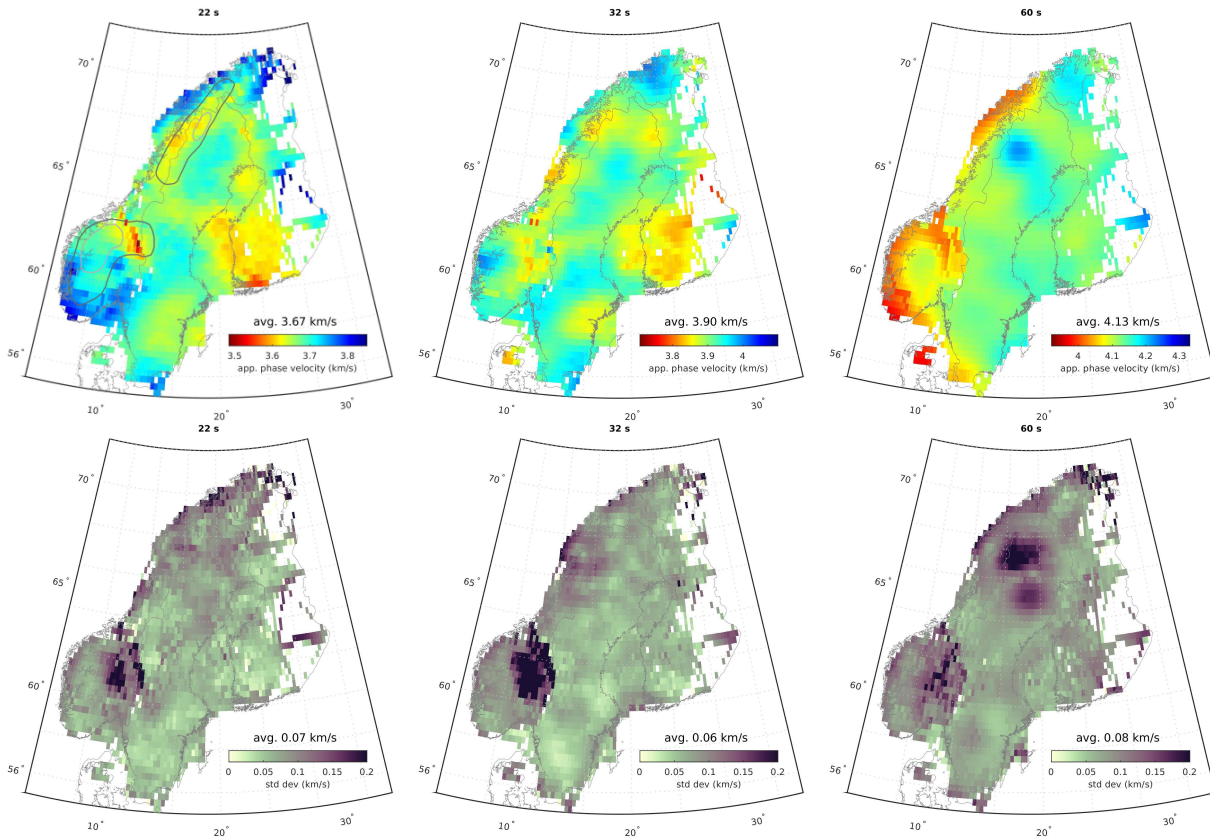 22 s
70°
65°
60°
56°
avg. 3.67 km/s
3.5 3.6 3.7 3.8
app. phase velocity (km/s)
10°
20°
30°
32 s
70°
65°
60°
56°
avg. 3.90 km/s
3.8 3.9 4
app. phase velocity (km/s)
10°
20°
30°
60 s
70°
65°
60°
56°
avg. 4.13 km/s
4 4.1 4.2 4.3
app. phase velocity (km/s)
10°
20°
30°
22 s
70°
65°
60°
56°
avg. 0.07 km/s
0 0.05 0.1 0.15 0.2
std dev (km/s)
10°
20°
30°
32 s
70°
65°
60°
56°
avg. 0.06 km/s
0 0.05 0.1 0.15 0.2
std dev (km/s)
10°
20°
30°
60 s
70°
65°
60°
56°
avg. 0.08 km/s
0 0.05 0.1 0.15 0.2
std dev (km/s)
10°
20°
30°